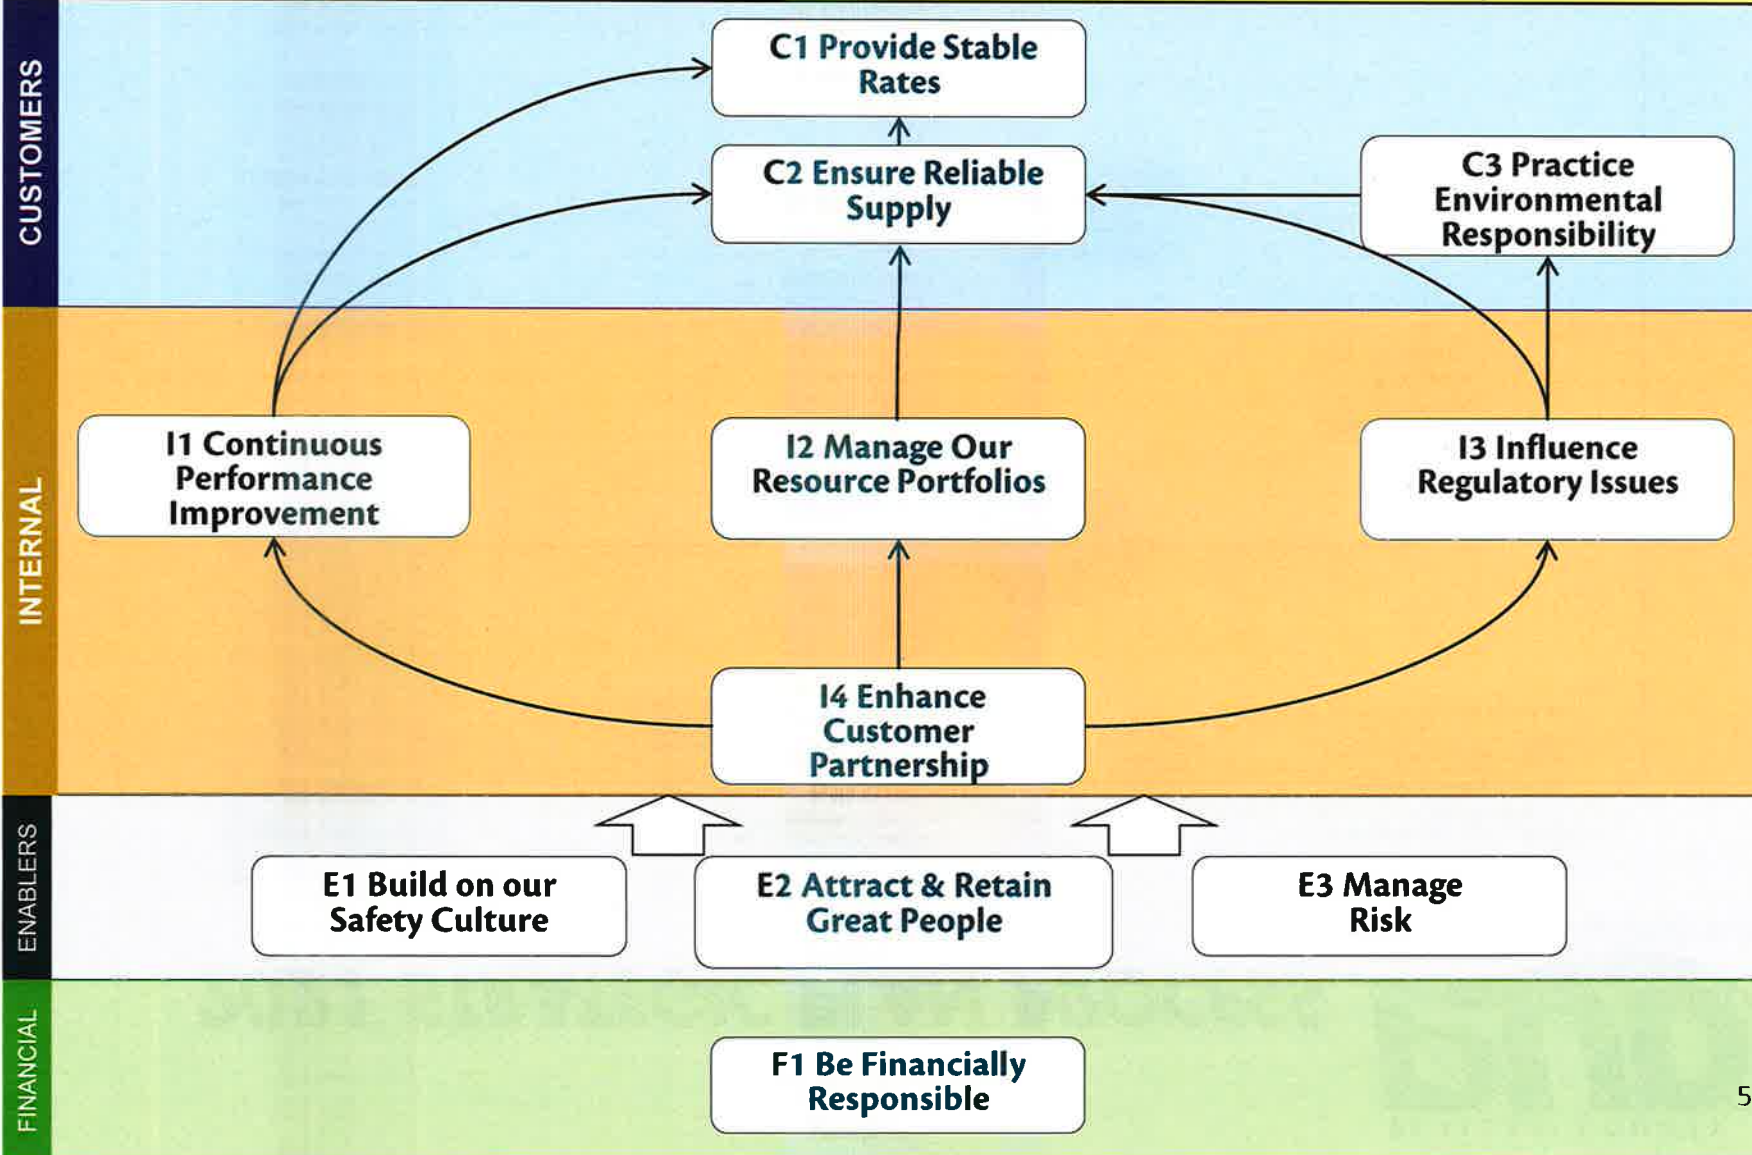 CUSTOMERS
C1 Provide Stable
Rates
C2 Ensure Reliable
Supply
C3 Practice
Environmental
Responsibility
INTERNAL
I1 Continuous
Performance
Improvement
I2 Manage Our
Resource Portfolios
I3 Influence
Regulatory Issues
I4 Enhance
Customer
Partnership
ENABLERS
E1 Build on our
Safety Culture
E2 Attract & Retain
Great People
E3 Manage
Risk
FINANCIAL
F1 Be Financially
Responsible
5